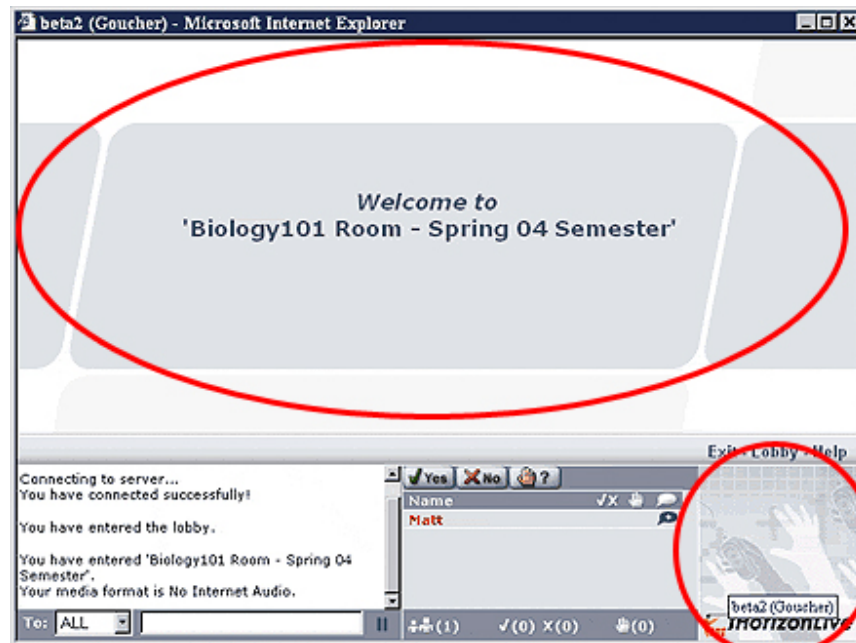 beta2 (Goucher) - Microsoft Internet Explorer
Welcome to
'Biology101 Room - Spring 04 Semester'
Exit - Lobby - Help
Connecting to server...
You have connected successfully!
You have entered the lobby.
You have entered 'Biology101 Room - Spring 04
Semester'.
Your media format is No Internet Audio.
To: ALL
Yes No ?
Name √X
Matt
(1) √(0) X(0) (0)
beta2 (Goucher)
HorizonLive